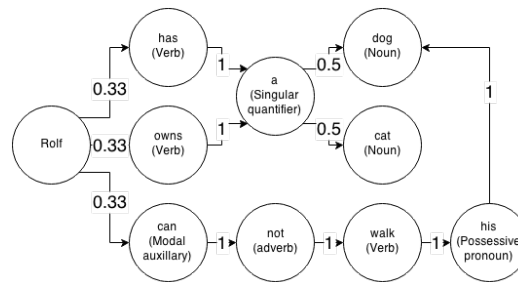 has
(Verb)
dog
(Noun)
1
0.5
a
(Singular
quantifier)
0.33
1
Rolf
0.33
owns
(Verb)
1
0.5
cat
(Noun)
0.33
can
(Modal
auxillary)
1
not
(adverb)
1
walk
(Verb)
1
his
(Possessive
pronoun)